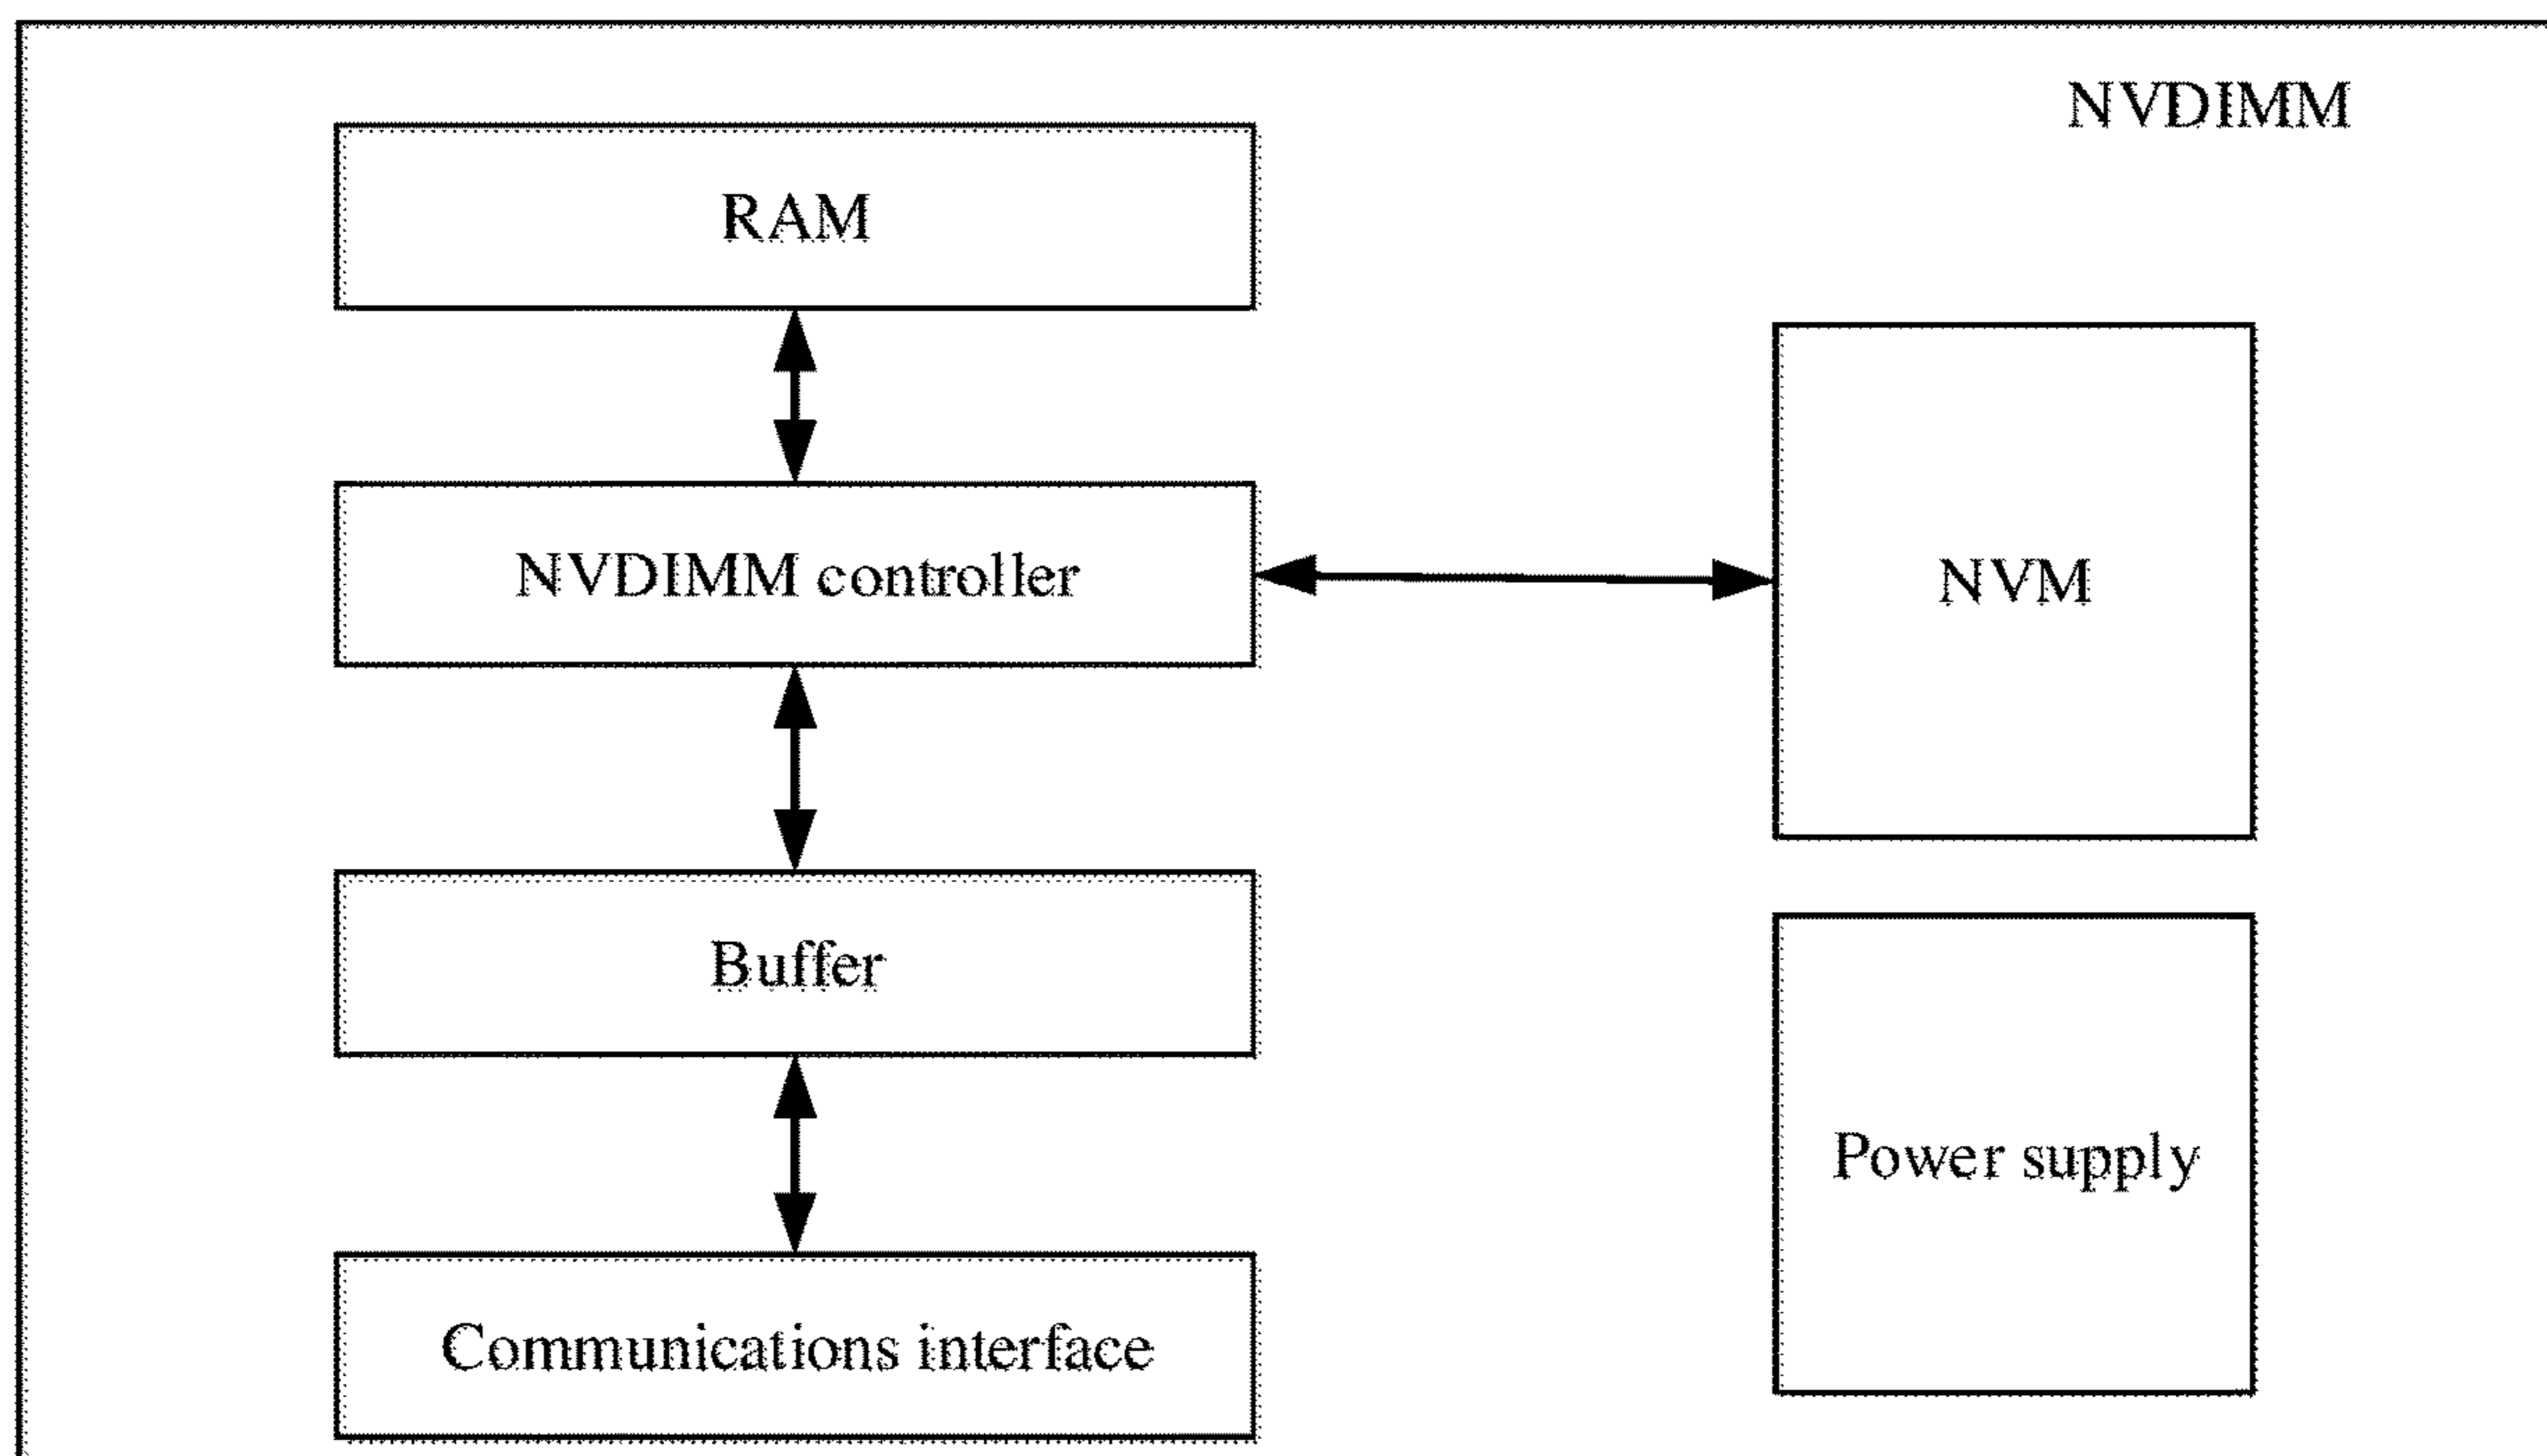 NVDIMM
RAM
NVDIMM controller
NVM
Buffer
Power supply
Communications interface